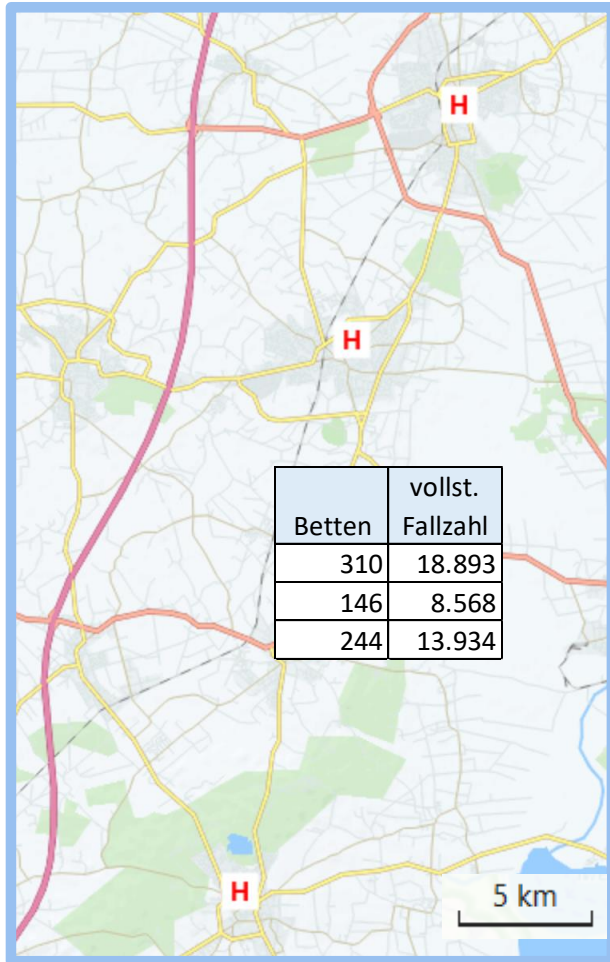 H
H
Betten vollst. Fallzahl
310 18.893
146 8.568
244 13.934
H
5 km